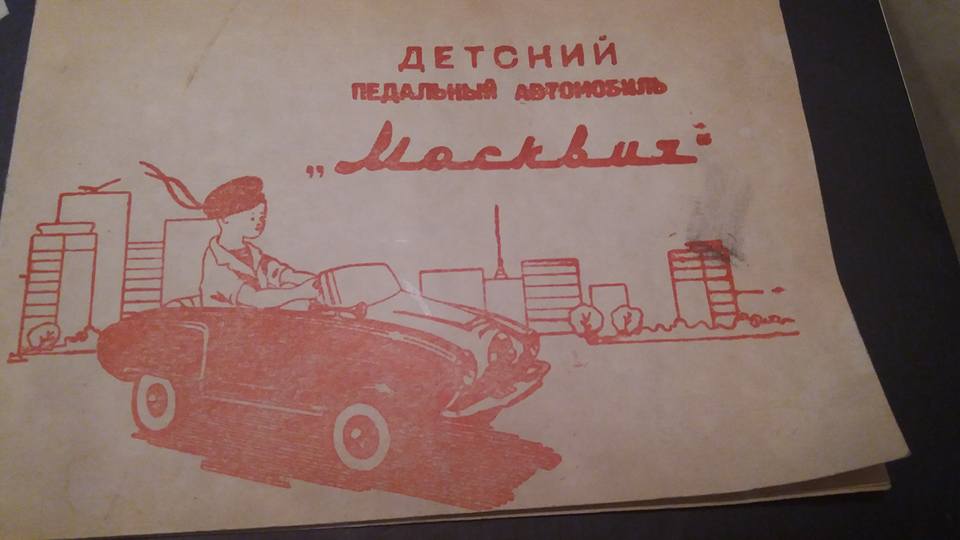 ДЕТСКИЙ
ПЕДАЛЬНЫЙ АВТОМОБИЛЬ
„Москвич“